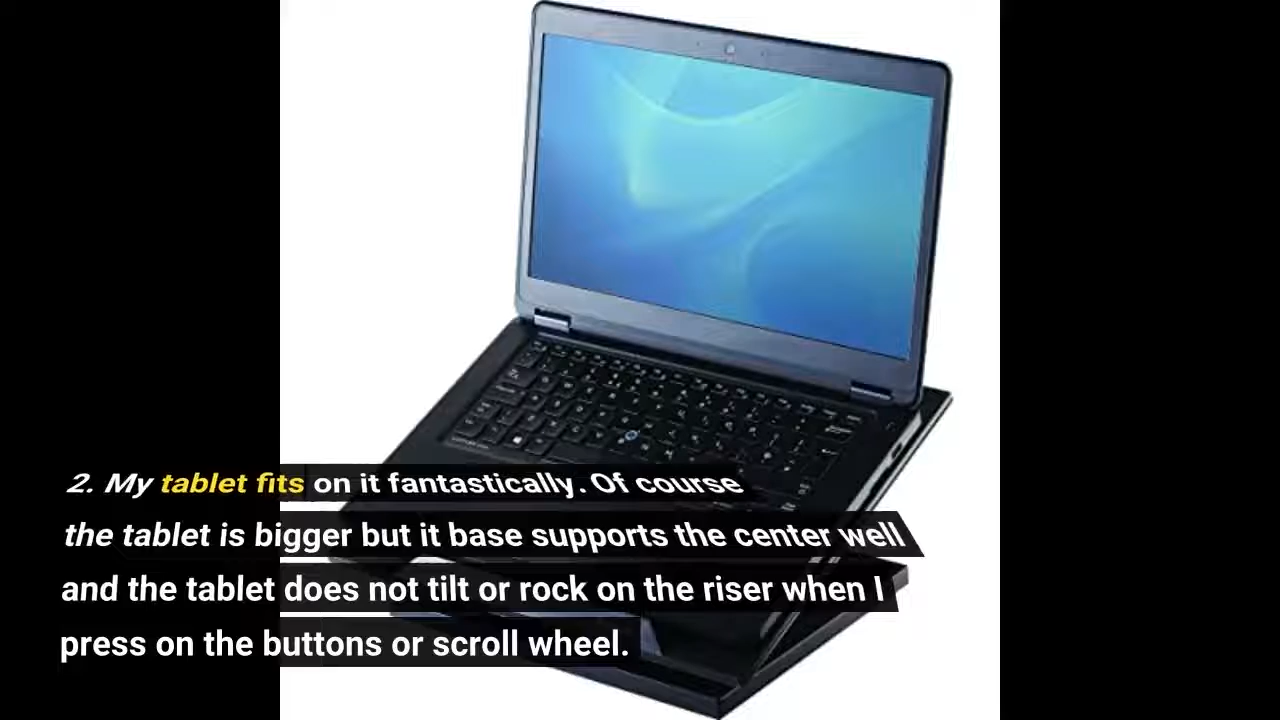 2. My tablet fits on it fantastically. Of course
the tablet is bigger but it base supports the center well
and the tablet does not tilt or rock on the riser when I
press on the buttons or scroll wheel.